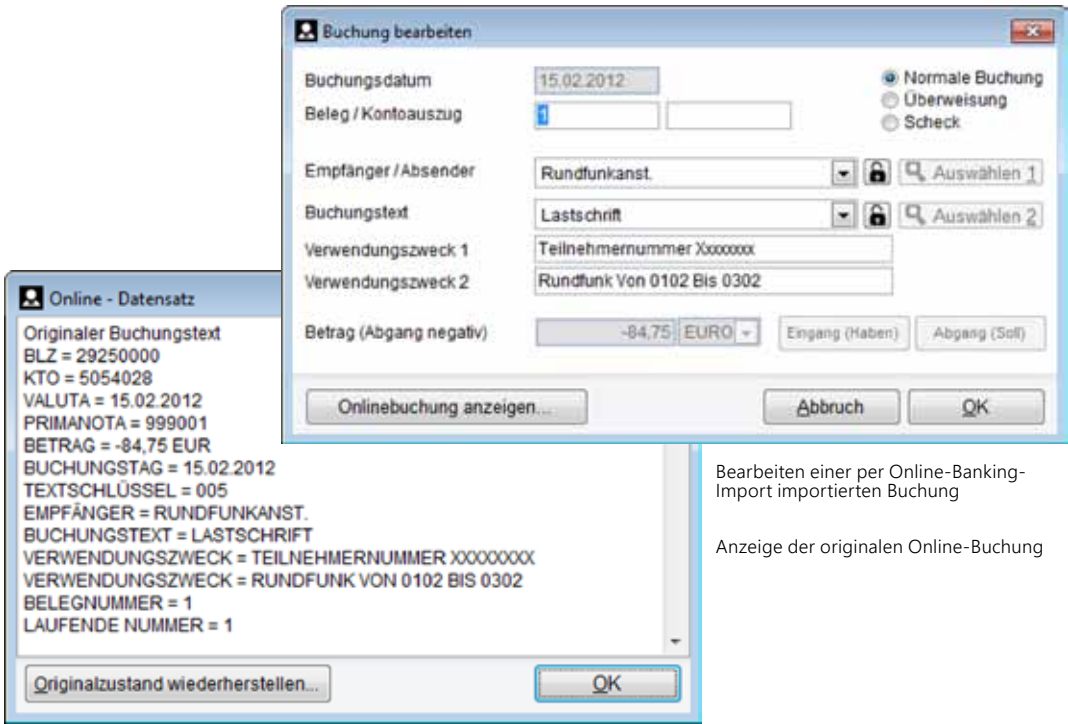 Buchung bearbeiten
Buchungsdatum 15.02.2012
Normale Buchung
Überweisung
Beleg / Kontoauszug 1
Scheck
Empfänger / Absender Rundfunkanst. Auswählen 1
Buchungstext Lastschrift Auswählen 2
Verwendungszweck 1 Teilnehmernummer Xxxxxxxx
Verwendungszweck 2 Rundfunk Von 0102 Bis 0302
Betrag (Abgang negativ) -84,75 EURO Eingang (Haben) Abgang (Soll)
Onlinebuchung anzeigen... Abbruch OK
Online - Datensatz
Originaler Buchungstext
BLZ = 29250000
KTO = 5054028
VALUTA = 15.02.2012
PRIMANOTA = 999001
BETRAG = -84,75 EUR
BUCHUNGSTAG = 15.02.2012
TEXTSCHLÜSSEL = 005
EMPFÄNGER = RUNDFUNKANST.
BUCHUNGSTEXT = LASTSCHRIFT
VERWENDUNGSZWECK = TEILNEHMERNUMMER XXXXXXXX
VERWENDUNGSZWECK = RUNDFUNK VON 0102 BIS 0302
BELEGNUMMER = 1
LAUFENDE NUMMER = 1
Originalzustand wiederherstellen... OK
Bearbeiten einer per Online-Banking-
Import importierten Buchung
Anzeige der originalen Online-Buchung